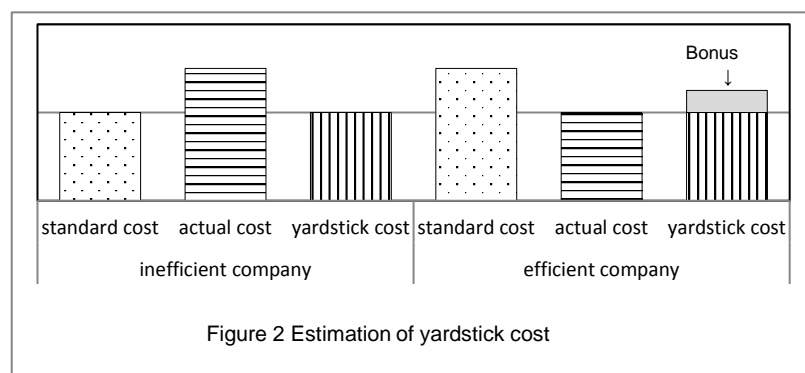 Bonus
↓
standard cost actual cost yardstick cost standard cost actual cost yardstick cost
inefficient company efficient company
Figure 2 Estimation of yardstick cost